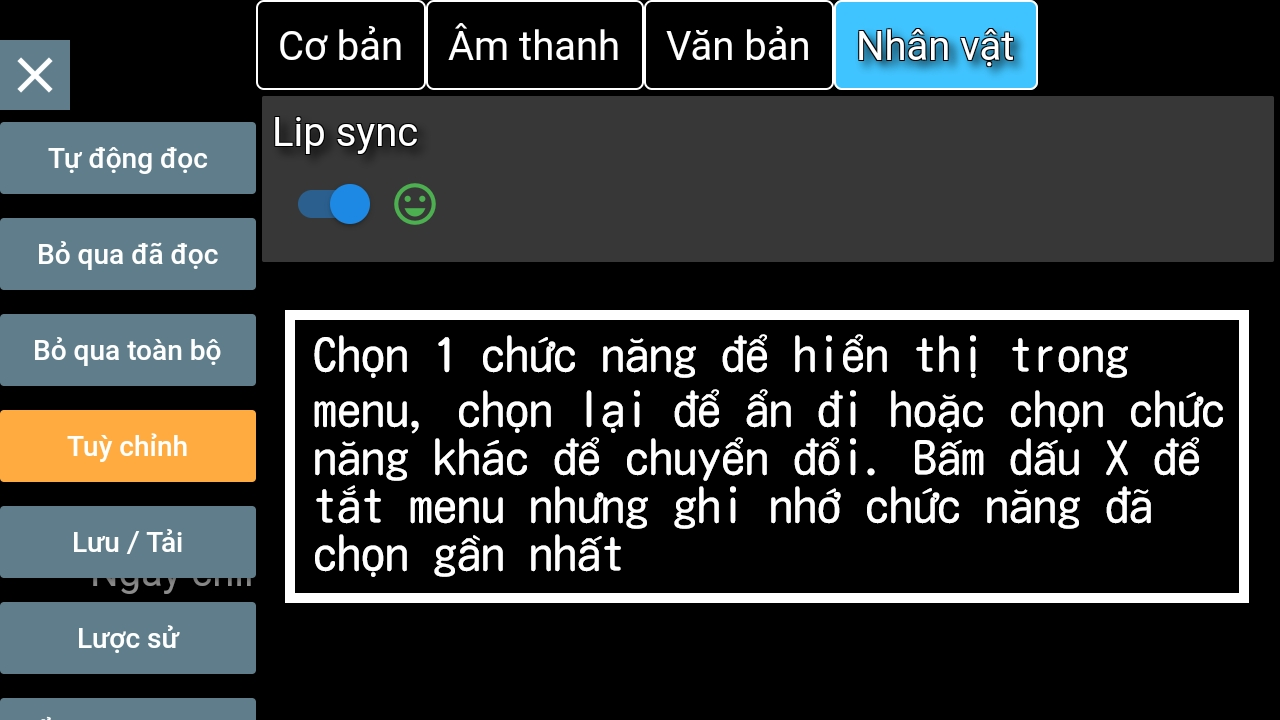 Cơ bản
Âm thanh
Văn bản
Nhân vật
Tự động đọc
Bỏ qua đã đọc
Bỏ qua toàn bộ
Tuỳ chỉnh
Lưu / Tải
Lược sử
Lip sync
Chọn 1 chức năng để hiển thị trong
menu, chọn lại để ẩn đi hoặc chọn chức
năng khác để chuyển đổi. Bấm dấu X để
tắt menu nhưng ghi nhớ chức năng đã
chọn gần nhất